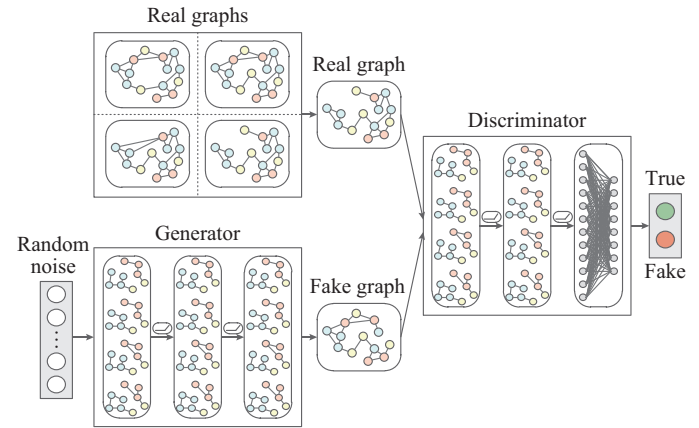 Real graphs
Real graph
Discriminator
True
Fake
Random
noise
Generator
Fake graph